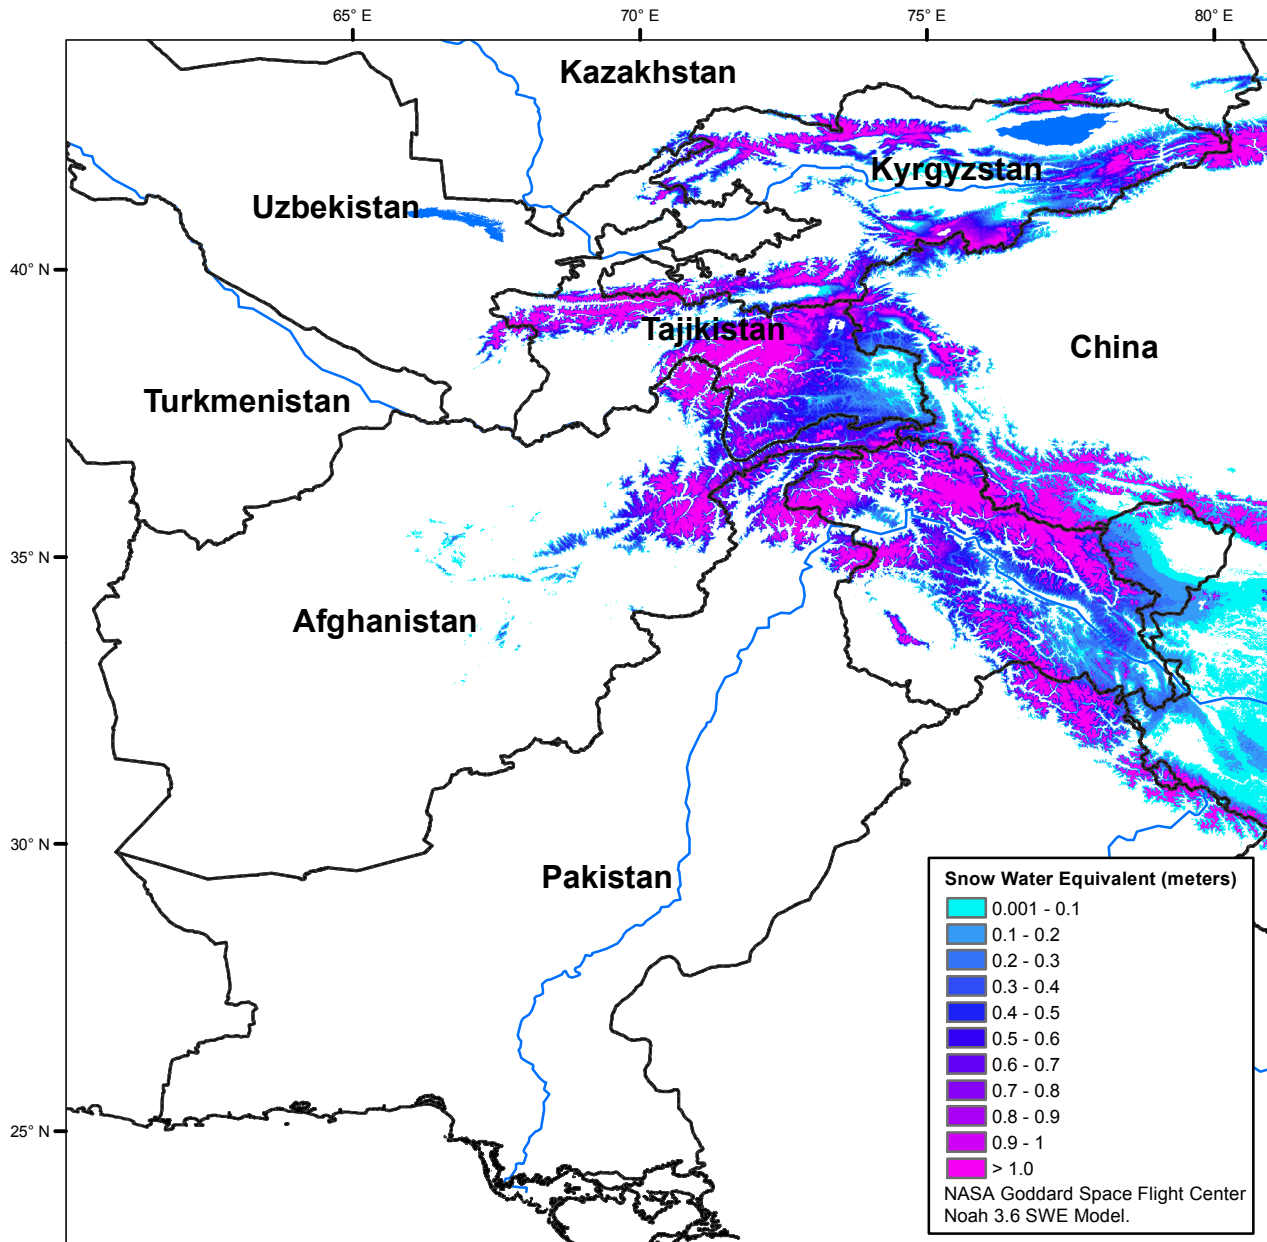 65° E
70° E
75° E
80° E
Kazakhstan
Kyrgyzstan
Uzbekistan
40° N
Tajikistan
China
Turkmenistan
35° N
Afghanistan
30° N
Pakistan
25° N
Snow Water Equivalent (meters)
0.001 - 0.1
0.1 - 0.2
0.2 - 0.3
0.3 - 0.4
0.4 - 0.5
0.5 - 0.6
0.6 - 0.7
0.7 - 0.8
0.8 - 0.9
0.9 - 1
> 1.0
NASA Goddard Space Flight Center
Noah 3.6 SWE Model.